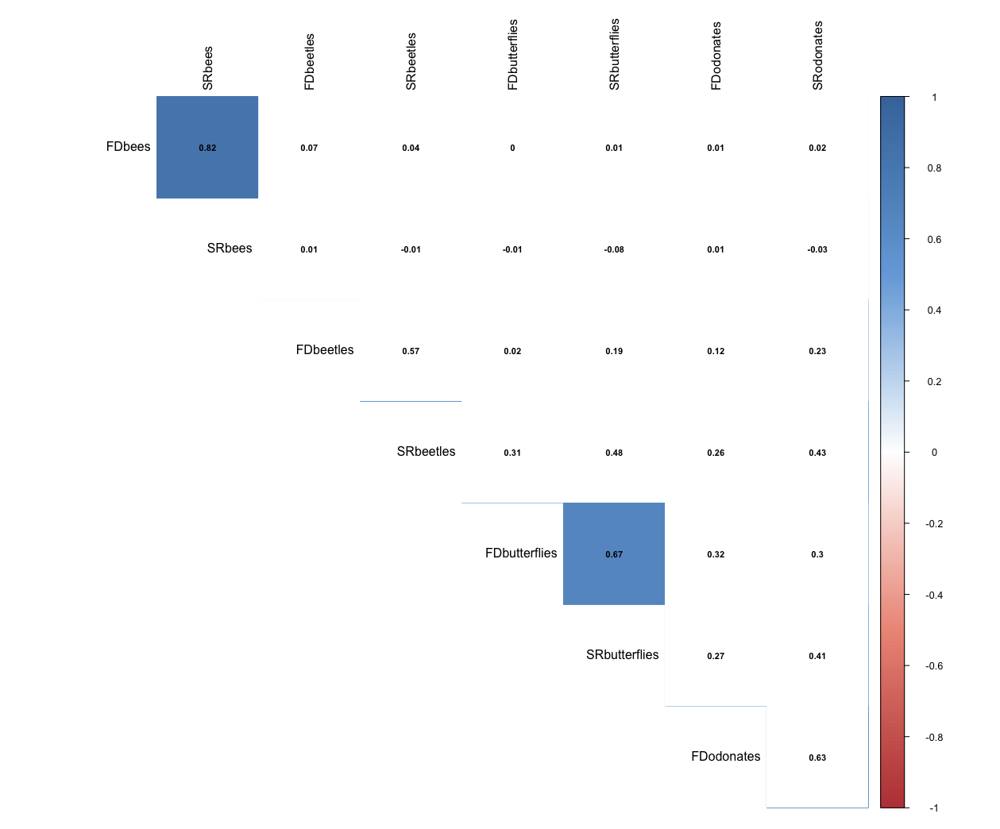 SRbees FDbeetles SRbeetles FDbutterflies SRbutterflies FDodonates SRodonates
FDbees 0.82 0.07 0.04 0 0.01 0.01 0.02
SRbees 0.01 -0.01 -0.01 -0.08 0.01 -0.03
FDbeetles 0.57 0.02 0.19 0.12 0.23
SRbeetles 0.31 0.48 0.26 0.43
FDbutterflies 0.67 0.32 0.3
SRbutterflies 0.27 0.41
FDodonates 0.63
1
0.8
0.6
0.4
0.2
0
-0.2
-0.4
-0.6
-0.8
-1